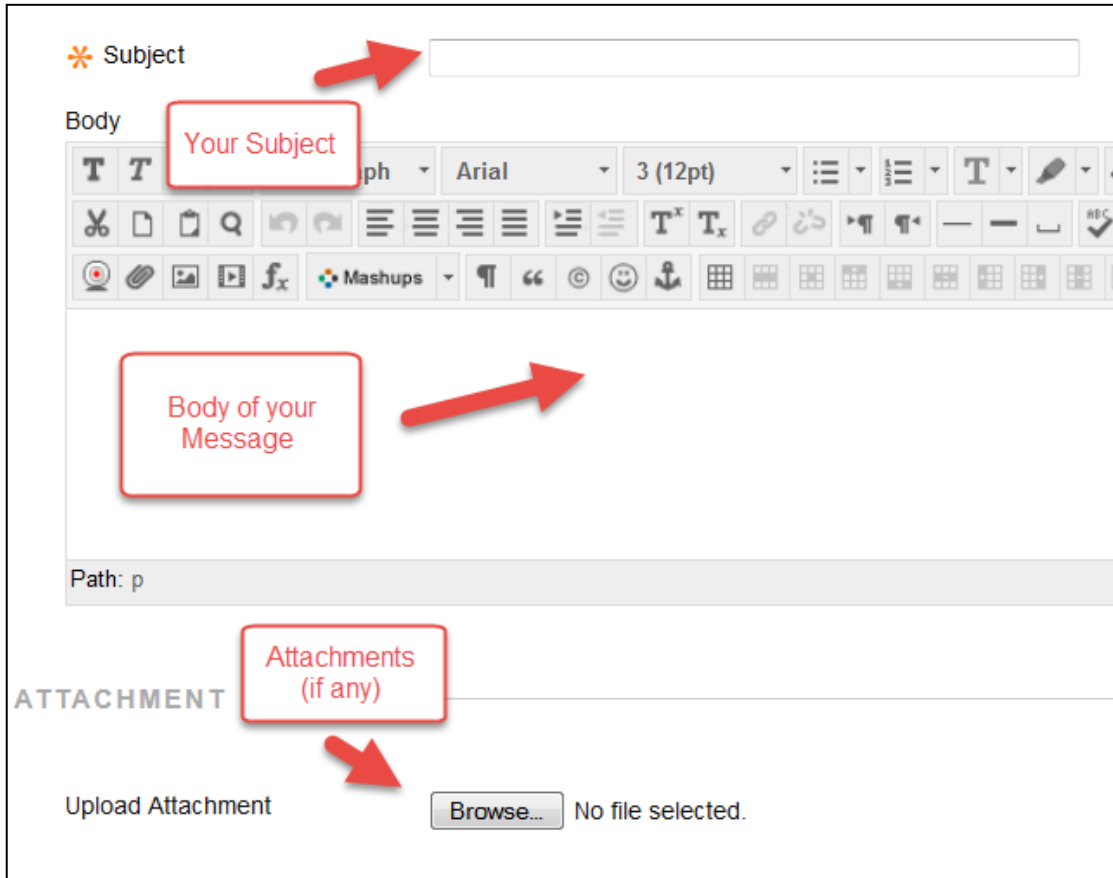 Subject
Your Subject
Body
ph Arial 3 (12pt)
ABC
Mashups
Body of your
Message
Path: p
Attachments
(if any)
ATTACHMENT
Upload Attachment Browse... No file selected.